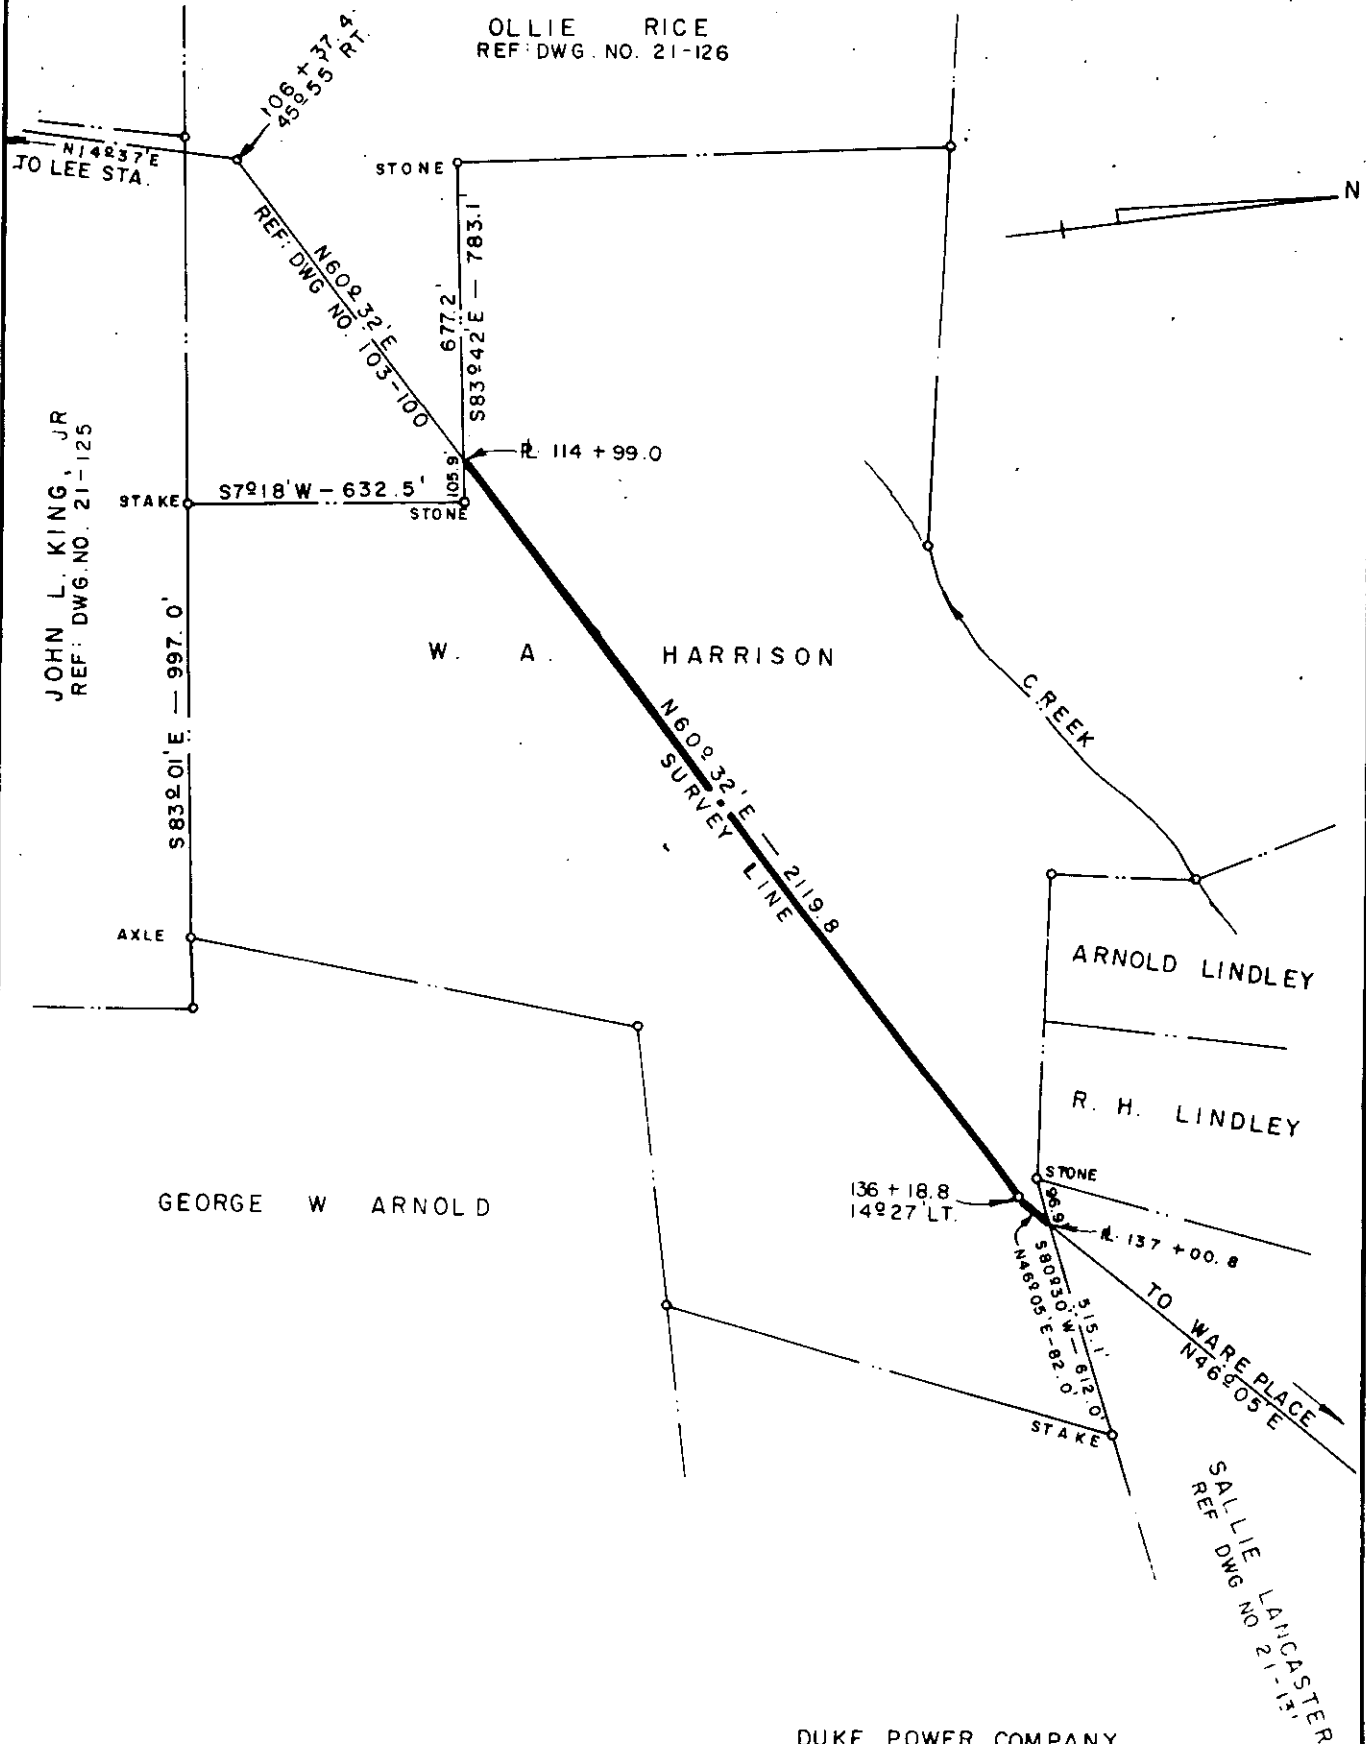 OLLIE RICE
REF: DWG. NO. 21-126
106 + 37.4
45º55' RT.
N14º37'E
TO LEE STA.
STONE
N
N60º32'E
REF: DWG NO. 103-100
677.2'
S83º42'E — 783.1'
JOHN L. KING, JR
REF: DWG. NO. 21-125
105.9'
PL 114 + 99.0
STAKE
S7º18'W - 632.5'
STONE
S83º01'E — 997.0'
W. A. HARRISON
CREEK
N60º32'E — 2119.8
SURVEY LINE
AXLE
ARNOLD LINDLEY
R. H. LINDLEY
GEORGE W ARNOLD
STONE
136 + 18.8
14º27' LT.
96.9'
PL 137 + 00.8
515.1'
S80º30'W — 612.0'
N46º05'E - 82.0'
TO WARE PLACE
N46º05'E
STAKE
SALLIE LANCASTER
REF DWG NO 21-131
DUKE POWER COMPANY